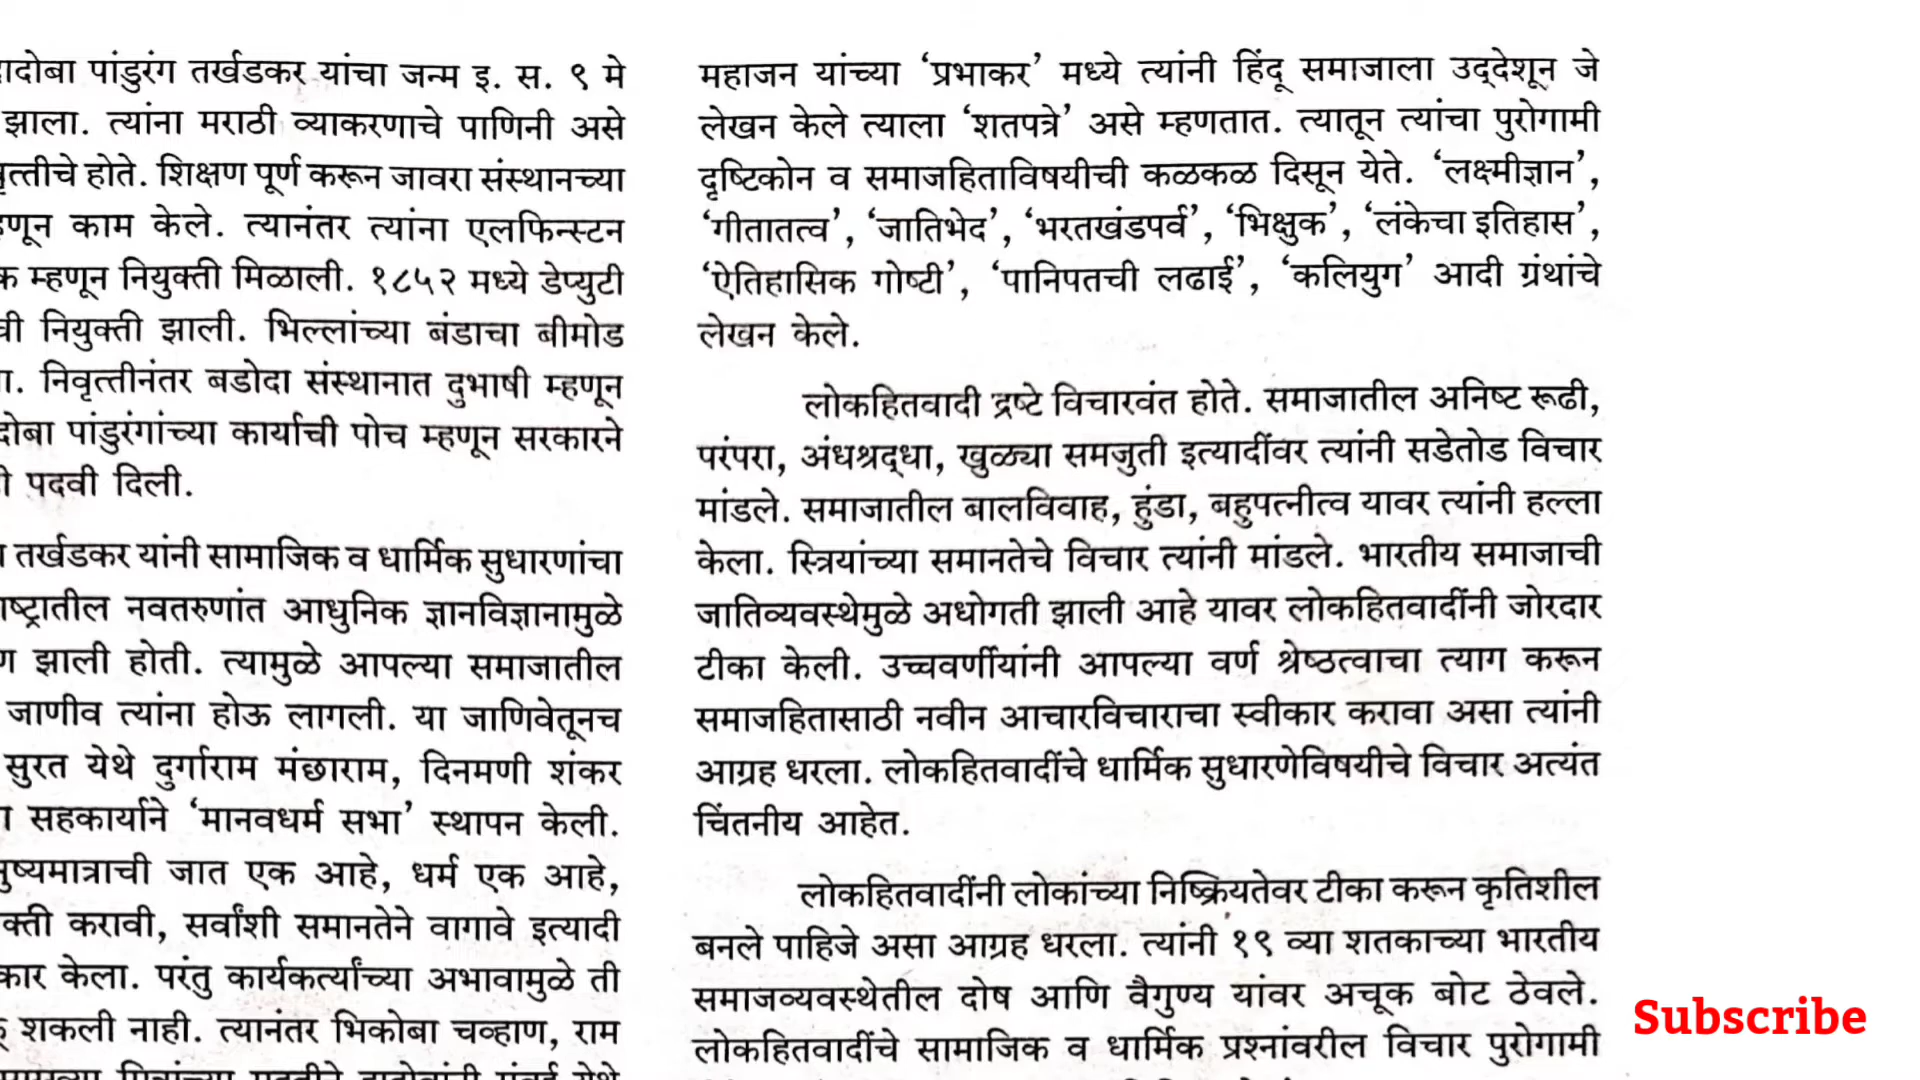 पांडुरंग तर्खडकर यांचा जन्म इ. स. ९ मे
झाला. त्यांना मराठी व्याकरणाचे पाणिनी असे
होते. शिक्षण पूर्ण करून जावरा संस्थानच्या
काम केले. त्यानंतर त्यांना एलफिन्स्टन
म्हणून नियुक्ती मिळाली. १८५२ मध्ये डेप्युटी
नियुक्ती झाली. भिल्लांच्या बंडाचा बीमोड
निवृत्तीनंतर बडोदा संस्थानात दुभाषी म्हणून
पांडुरंगांच्या कार्याची पोच म्हणून सरकारने
पदवी दिली.
तर्खडकर यांनी सामाजिक व धार्मिक सुधारणांचा
नवतरुणांत आधुनिक ज्ञानविज्ञानामुळे
झाली होती. त्यामुळे आपल्या समाजातील
जाणीव त्यांना होऊ लागली. या जाणिवेतूनच
सुरत येथे दुर्गाराम मंछाराम, दिनमणी शंकर
सहकार्याने ‘मानवधर्म सभा’ स्थापन केली.
जात एक आहे, धर्म एक आहे,
करावी, सर्वांशी समानतेने वागावे इत्यादी
केला. परंतु कार्यकर्त्यांच्या अभावामुळे ती
शकली नाही. त्यानंतर भिकोबा चव्हाण, राम
महाजन यांच्या ‘प्रभाकर’ मध्ये त्यांनी हिंदू समाजाला उद्‌देशून जे
लेखन केले त्याला ‘शतपत्रे’ असे म्हणतात. त्यातून त्यांचा पुरोगामी
दृष्टिकोन व समाजहिताविषयीची कळकळ दिसून येते. ‘लक्ष्मीज्ञान’,
‘गीतातत्व’, ‘जातिभेद’, ‘भरतखंडपर्व’, ‘भिक्षुक’, ‘लंकेचा इतिहास’,
‘ऐतिहासिक गोष्टी’, ‘पानिपतची लढाई’, ‘कलियुग’ आदी ग्रंथांचे
लेखन केले.
लोकहितवादी द्रष्टे विचारवंत होते. समाजातील अनिष्ट रूढी,
परंपरा, अंधश्रद्‌धा, खुळ्या समजुती इत्यादींवर त्यांनी सडेतोड विचार
मांडले. समाजातील बालविवाह, हुंडा, बहुपत्नीत्व यावर त्यांनी हल्ला
केला. स्त्रियांच्या समानतेचे विचार त्यांनी मांडले. भारतीय समाजाची
जातिव्यवस्थेमुळे अधोगती झाली आहे यावर लोकहितवादींनी जोरदार
टीका केली. उच्चवर्णीयांनी आपल्या वर्ण श्रेष्ठत्वाचा त्याग करून
समाजहितासाठी नवीन आचारविचाराचा स्वीकार करावा असा त्यांनी
आग्रह धरला. लोकहितवादींचे धार्मिक सुधारणेविषयीचे विचार अत्यंत
चिंतनीय आहेत.
लोकहितवादींनी लोकांच्या निष्क्रियतेवर टीका करून कृतिशील
बनले पाहिजे असा आग्रह धरला. त्यांनी १९ व्या शतकाच्या भारतीय
समाजव्यवस्थेतील दोष आणि वैगुण्य यांवर अचूक बोट ठेवले.
लोकहितवादींचे सामाजिक व धार्मिक प्रश्नांवरील विचार पुरोगामी
Subscribe